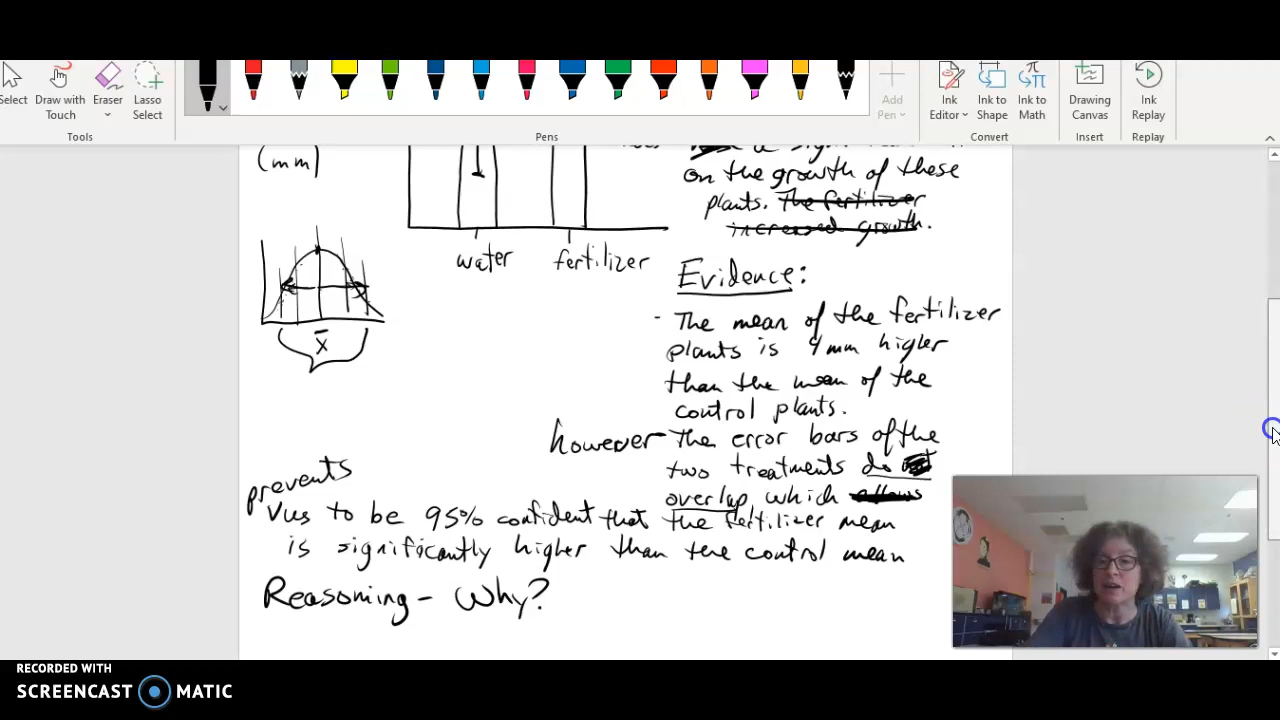 Select
Draw with Touch
Eraser
Lasso Select
Add Pen
Ink Editor
Ink to Shape
Ink to Math
Drawing Canvas
Ink Replay
Tools
Pens
Convert
Insert
Replay
(mm)
on the growth of these
plants. The fertilizer
increased growth.
water fertilizer
x̄
Evidence:
- The mean of the fertilizer
plants is 4mm higher
than the mean of the
control plants.
however - The error bars of the
two treatments do
overlap, which allows
prevents
us to be 95% confident that the fertilizer mean
is significantly higher than the control mean
Reasoning - Why?
RECORDED WITH
SCREENCAST MATIC